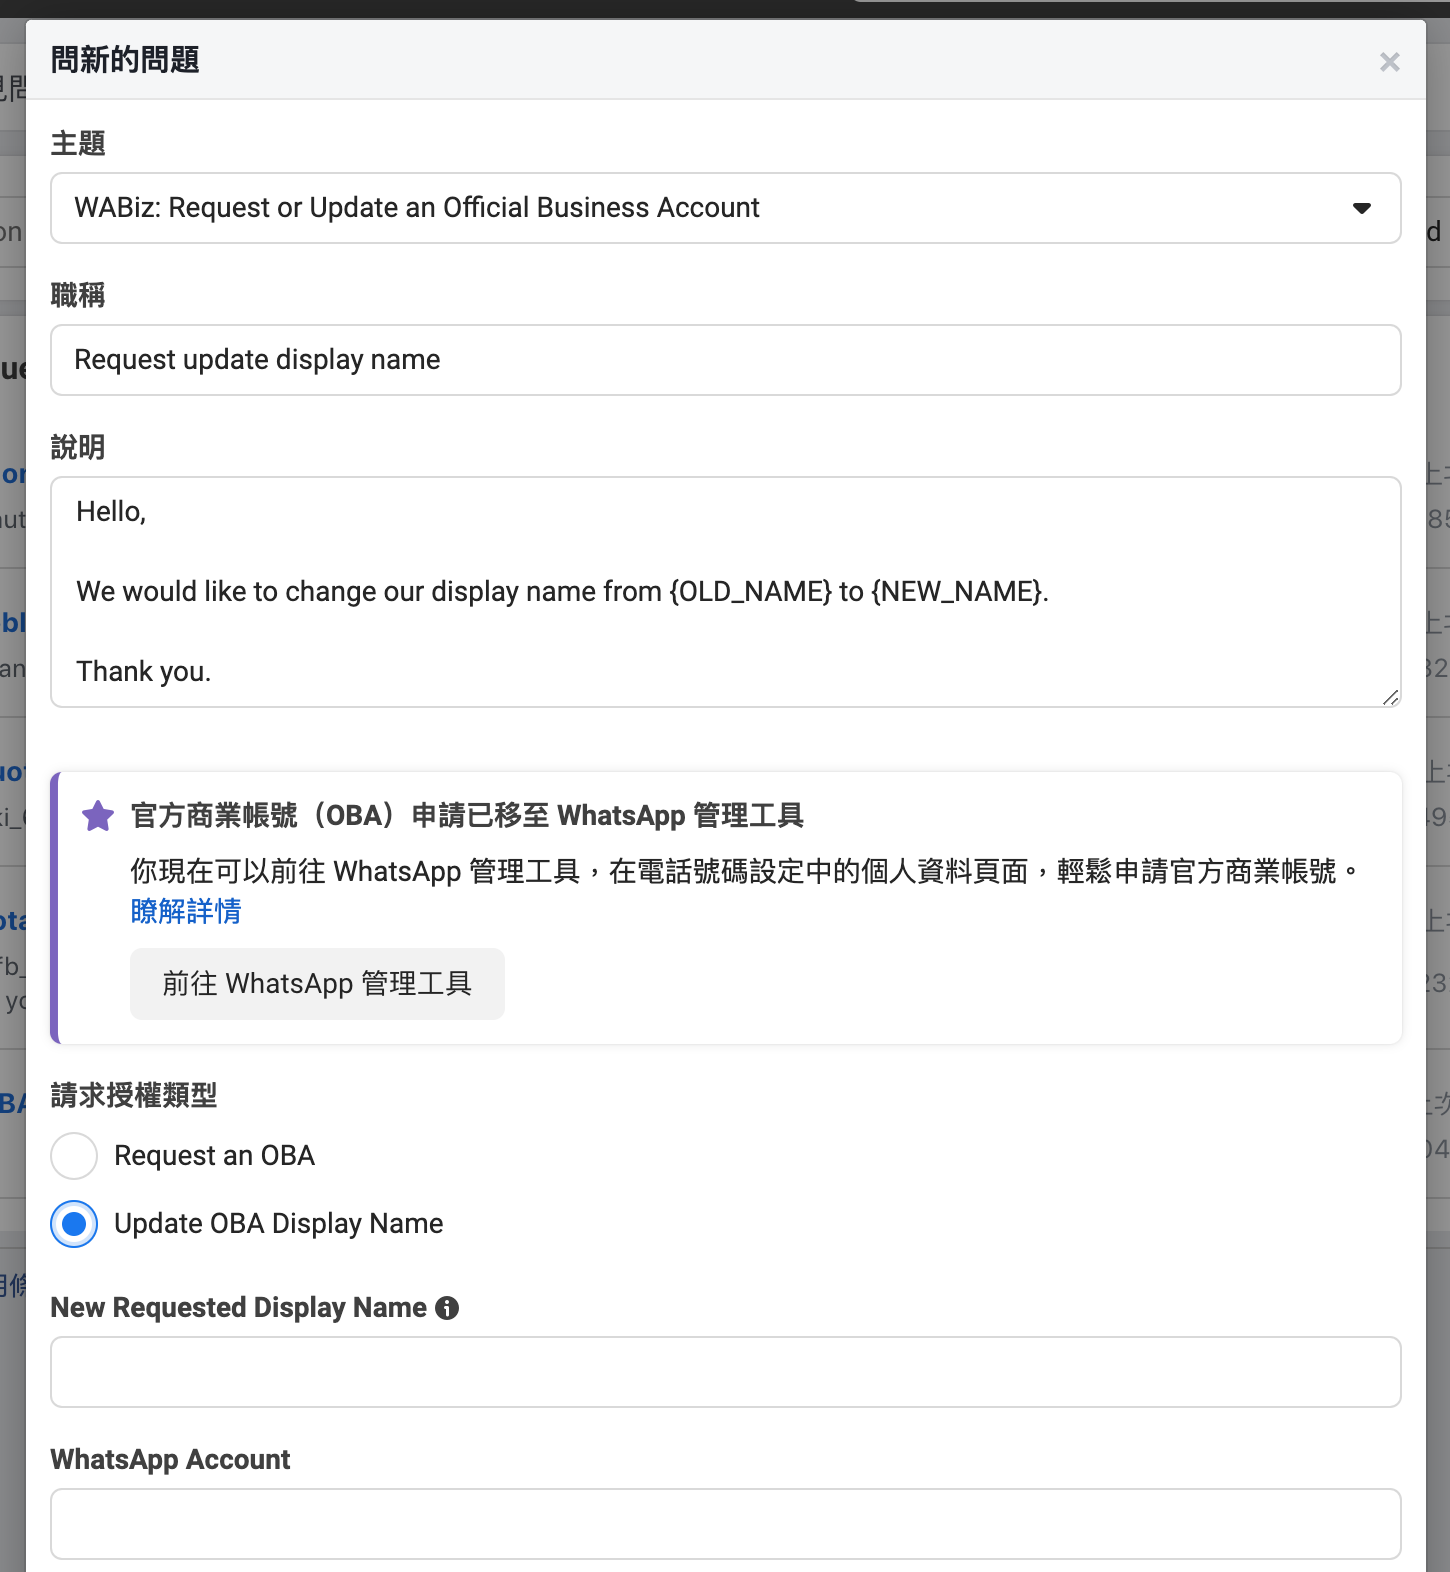 問新的問題
主題
WABiz: Request or Update an Official Business Account
職稱
Request update display name
說明
Hello,
We would like to change our display name from {OLD_NAME} to {NEW_NAME}.
Thank you.
官方商業帳號（OBA）申請已移至 WhatsApp 管理工具
你現在可以前往 WhatsApp 管理工具，在電話號碼設定中的個人資料頁面，輕鬆申請官方商業帳號。
瞭解詳情
前往 WhatsApp 管理工具
請求授權類型
Request an OBA
Update OBA Display Name
New Requested Display Name
WhatsApp Account